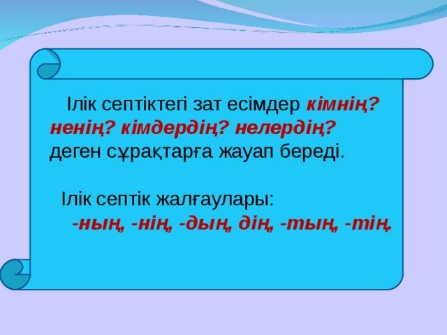 Ілік септіктегі зат есімдер кімнің?
ненің? кімдердің? нелердің?
деген сұрақтарға жауап береді.
Ілік септік жалғаулары:
-ның, -нің, -дың, дің, -тың, -тің.